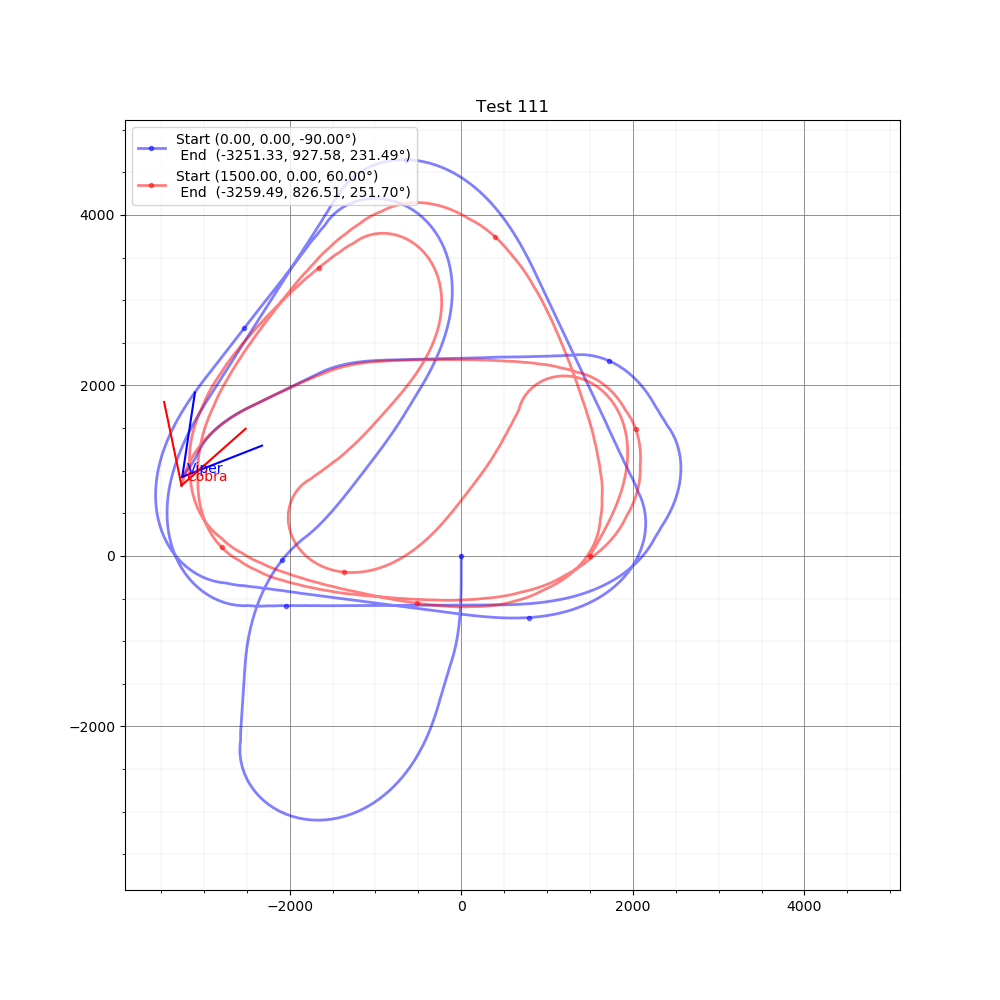 Test 111
Start (0.00, 0.00, -90.00°)
End (-3251.33, 927.58, 231.49°)
Start (1500.00, 0.00, 60.00°)
End (-3259.49, 826.51, 251.70°)
4000
2000
0
−2000
Viper
Cobra
−2000
0
2000
4000